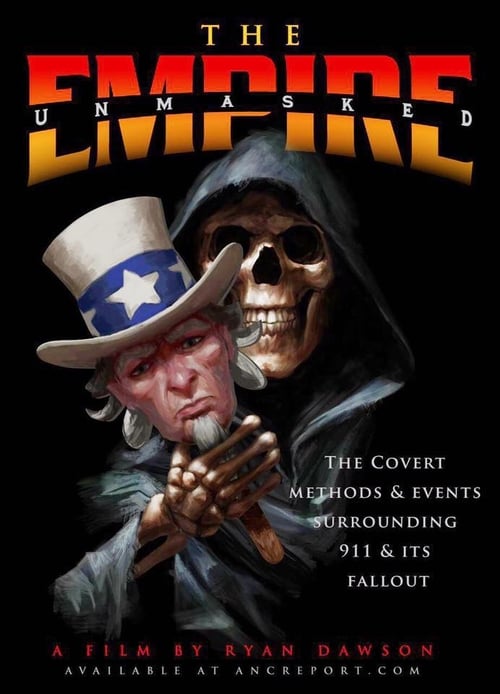 THE
EMPIRE
UNMASKED
THE COVERT
METHODS & EVENTS
SURROUNDING
911 & ITS
FALLOUT
A FILM BY RYAN DAWSON
AVAILABLE AT ANCREPORT.COM